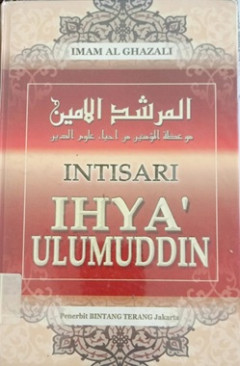 IMAM AL GHAZALI
المرشد الامين
موعظة المؤمنين من احياء علوم الدين
INTISARI
IHYA'
ULUMUDDIN
Penerbit BINTANG TERANG Jakarta